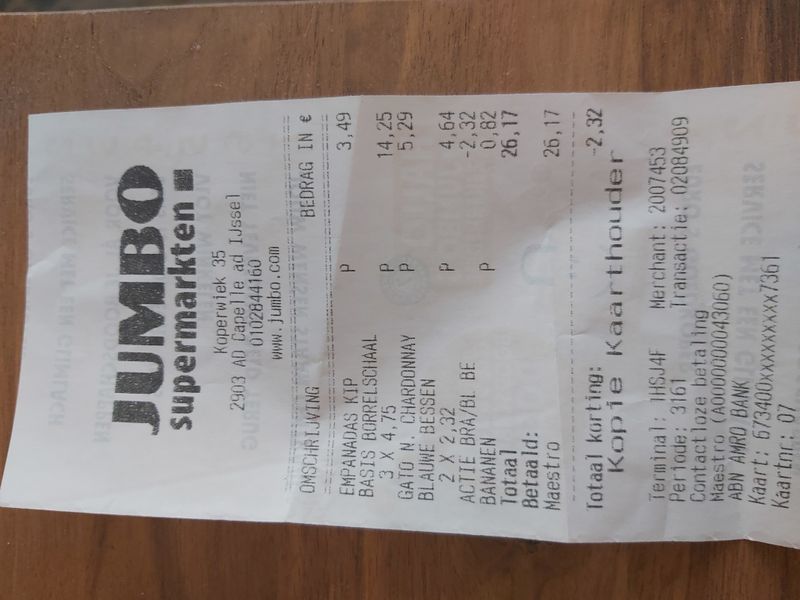 JUMBO
supermarkten
Koperwiek 35
2903 AD Capelle ad IJssel
0102844160
www.jumbo.com
OMSCHRIJVING BEDRAG IN €
EMPANADAS KIP P 3,49
BASIS BORRELSCHAAL
3 X 4,75 P 14,25
GATO N. CHARDONNAY P 5,29
BLAUWE BESSEN
2 X 2,32 P 4,64
ACTIE BRA/BL BE -2,32
BANANEN P 0,82
Totaal 26,17
Betaald:
Maestro 26,17
Totaal korting: -2,32
Kopie Kaarthouder
Terminal: JHSJ4F Merchant: 2007453
Periode: 3161 Transactie: 02084909
Contactloze betaling
Maestro (A0000000043060)
ABN AMRO BANK
Kaart: 673400xxxxxxxxx7361
Kaartnr: 07